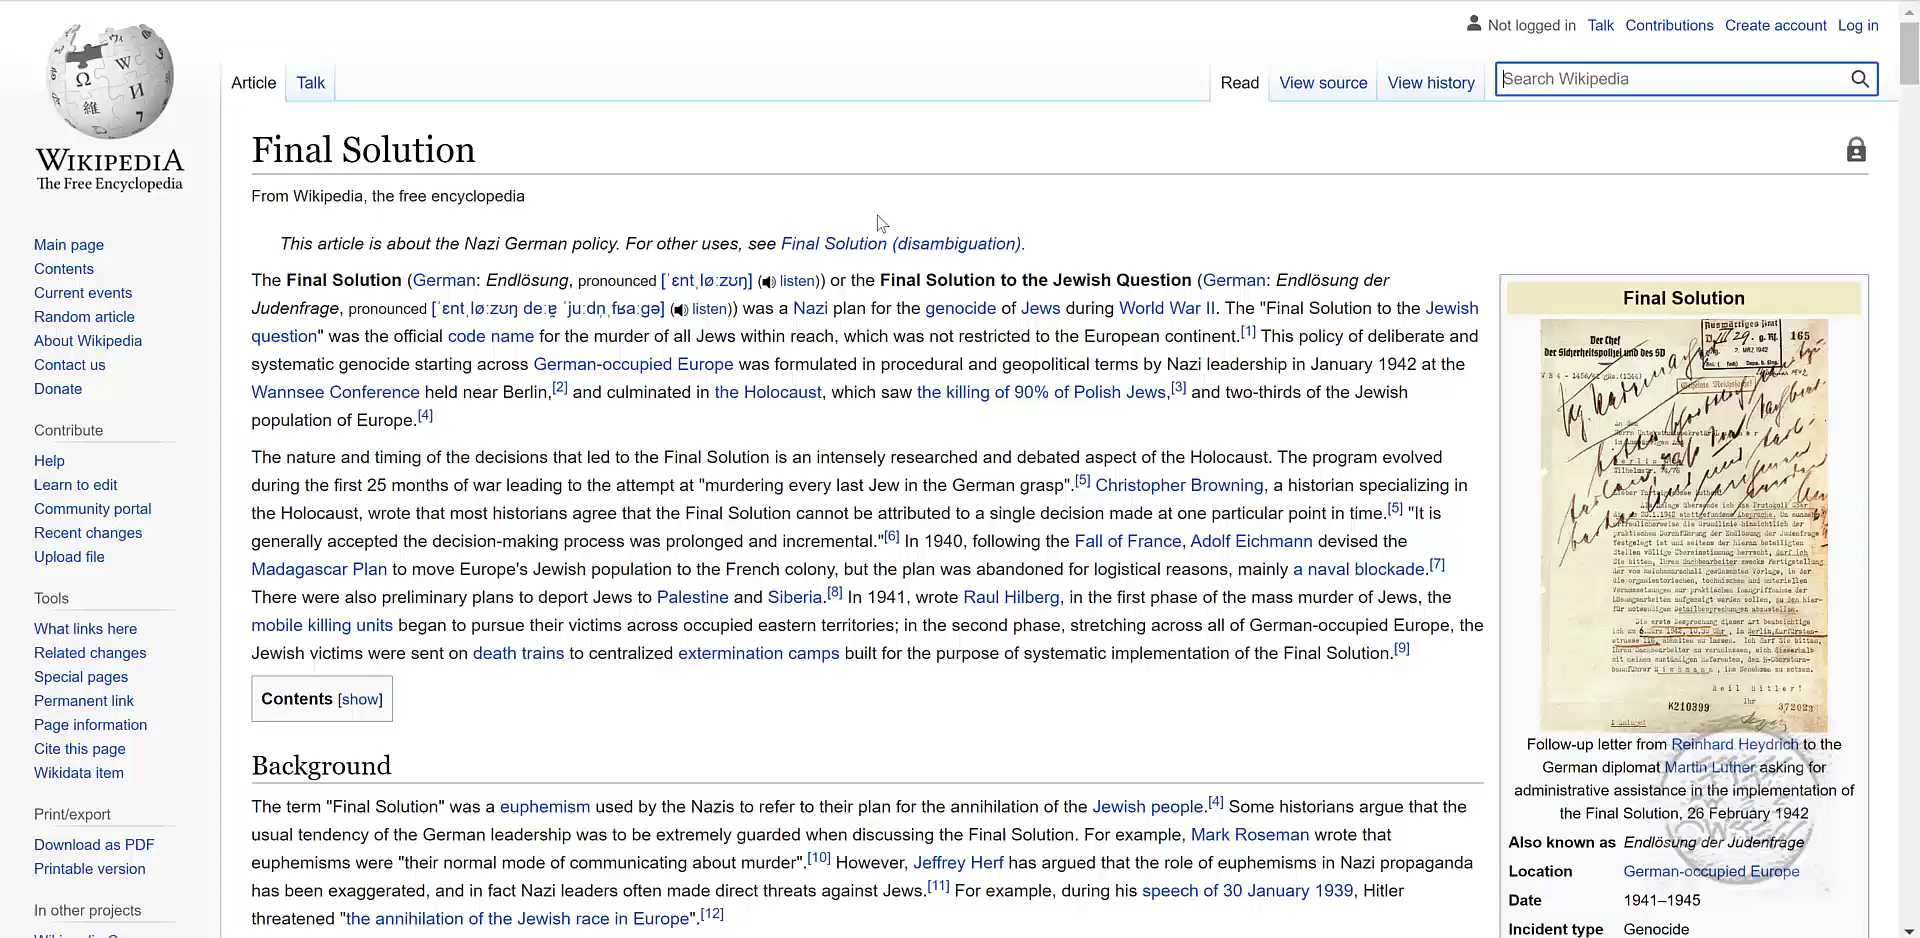 Not logged in Talk Contributions Create account Log in
Article Talk Read View source View history Search Wikipedia
WIKIPEDIA
The Free Encyclopedia
Main page
Contents
Current events
Random article
About Wikipedia
Contact us
Donate
Contribute
Help
Learn to edit
Community portal
Recent changes
Upload file
Tools
What links here
Related changes
Special pages
Permanent link
Page information
Cite this page
Wikidata item
Print/export
Download as PDF
Printable version
In other projects
Final Solution
From Wikipedia, the free encyclopedia
This article is about the Nazi German policy. For other uses, see Final Solution (disambiguation).
The Final Solution (German: Endlösung, pronounced [ˈɛntˌløːzʊŋ] (listen)) or the Final Solution to the Jewish Question (German: Endlösung der
Judenfrage, pronounced [ˈɛntˌløːzʊŋ deːɐ̯ ˈjuːdn̩ˌfʁaːɡə] (listen)) was a Nazi plan for the genocide of Jews during World War II. The "Final Solution to the Jewish
question" was the official code name for the murder of all Jews within reach, which was not restricted to the European continent.[1] This policy of deliberate and
systematic genocide starting across German-occupied Europe was formulated in procedural and geopolitical terms by Nazi leadership in January 1942 at the
Wannsee Conference held near Berlin,[2] and culminated in the Holocaust, which saw the killing of 90% of Polish Jews,[3] and two-thirds of the Jewish
population of Europe.[4]
The nature and timing of the decisions that led to the Final Solution is an intensely researched and debated aspect of the Holocaust. The program evolved
during the first 25 months of war leading to the attempt at "murdering every last Jew in the German grasp".[5] Christopher Browning, a historian specializing in
the Holocaust, wrote that most historians agree that the Final Solution cannot be attributed to a single decision made at one particular point in time.[5] "It is
generally accepted the decision-making process was prolonged and incremental."[6] In 1940, following the Fall of France, Adolf Eichmann devised the
Madagascar Plan to move Europe's Jewish population to the French colony, but the plan was abandoned for logistical reasons, mainly a naval blockade.[7]
There were also preliminary plans to deport Jews to Palestine and Siberia.[8] In 1941, wrote Raul Hilberg, in the first phase of the mass murder of Jews, the
mobile killing units began to pursue their victims across occupied eastern territories; in the second phase, stretching across all of German-occupied Europe, the
Jewish victims were sent on death trains to centralized extermination camps built for the purpose of systematic implementation of the Final Solution.[9]
Contents [show]
Background
The term "Final Solution" was a euphemism used by the Nazis to refer to their plan for the annihilation of the Jewish people.[4] Some historians argue that the
usual tendency of the German leadership was to be extremely guarded when discussing the Final Solution. For example, Mark Roseman wrote that
euphemisms were "their normal mode of communicating about murder".[10] However, Jeffrey Herf has argued that the role of euphemisms in Nazi propaganda
has been exaggerated, and in fact Nazi leaders often made direct threats against Jews.[11] For example, during his speech of 30 January 1939, Hitler
threatened "the annihilation of the Jewish race in Europe".[12]
Final Solution
Der Chef
der Sicherheitspolizei und des SD
165
Heil Hitler!
Ihr
K210399 372023
Follow-up letter from Reinhard Heydrich to the
German diplomat Martin Luther asking for
administrative assistance in the implementation of
the Final Solution, 26 February 1942
Also known as Endlösung der Judenfrage
Location German-occupied Europe
Date 1941–1945
Incident type Genocide